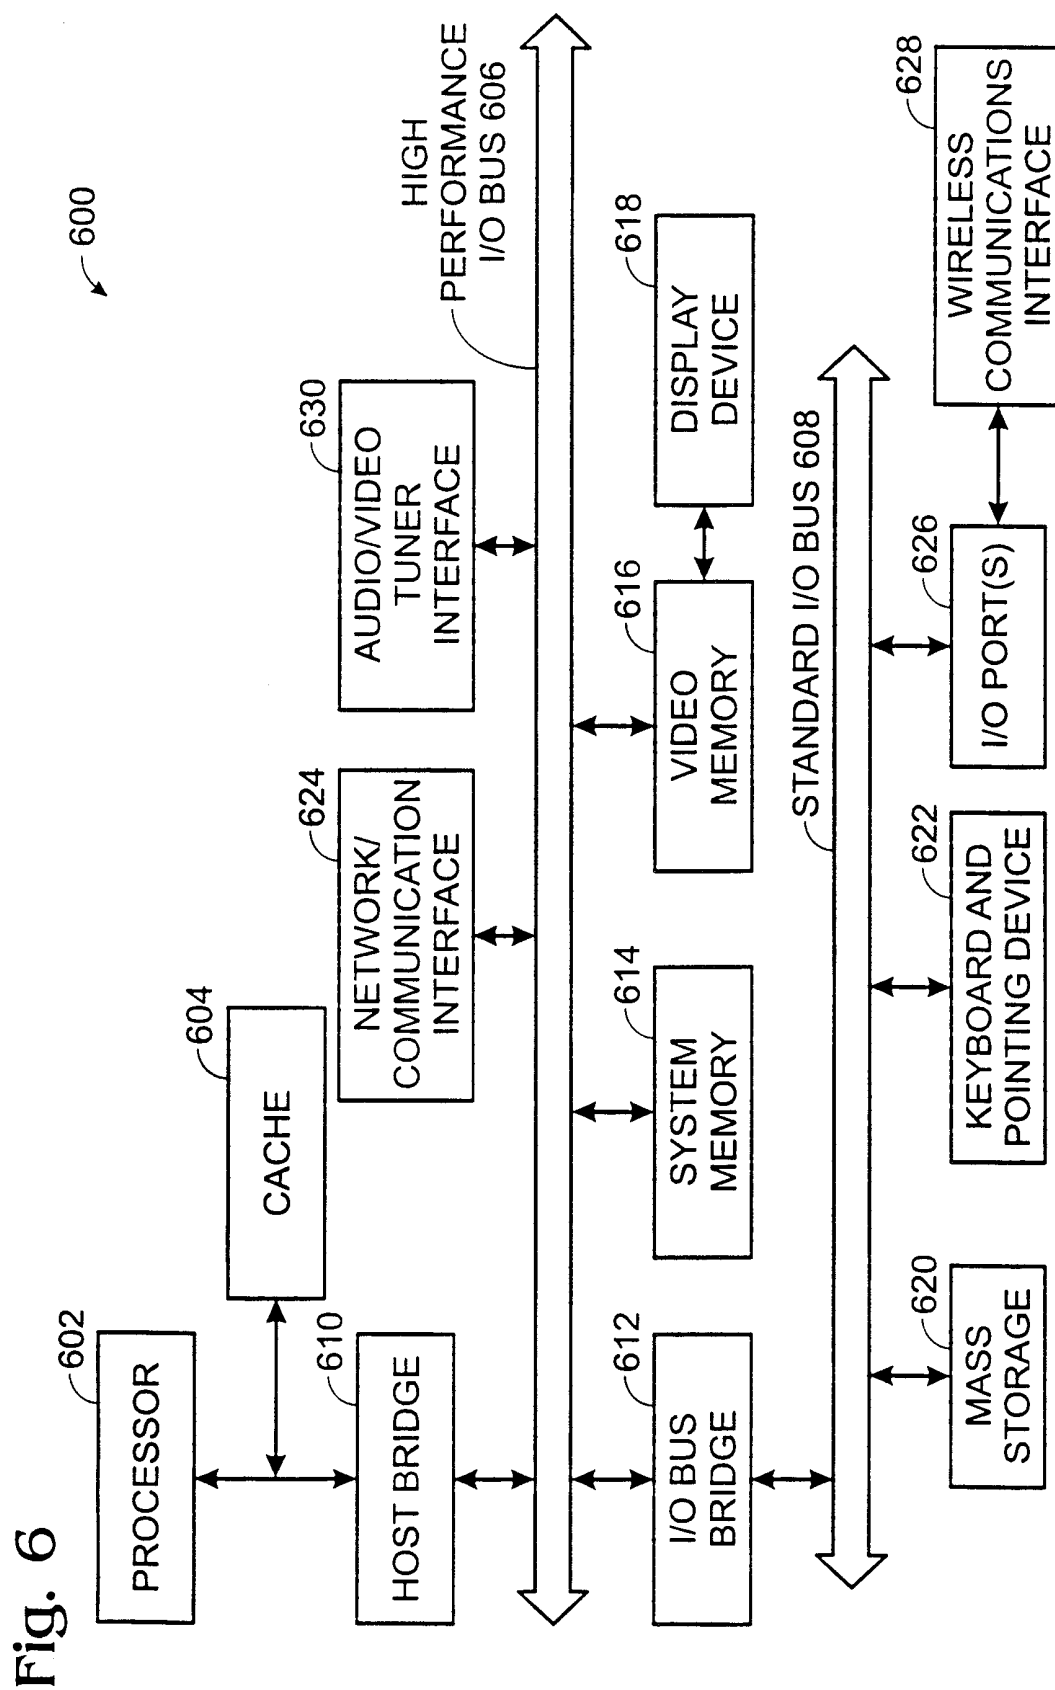 Fig. 6
600
602
PROCESSOR
604
CACHE
610
HOST BRIDGE
624
NETWORK/
COMMUNICATION
INTERFACE
630
AUDIO/VIDEO
TUNER
INTERFACE
HIGH
PERFORMANCE
I/O BUS 606
612
I/O BUS
BRIDGE
614
SYSTEM
MEMORY
616
VIDEO
MEMORY
618
DISPLAY
DEVICE
STANDARD I/O BUS 608
620
MASS
STORAGE
622
KEYBOARD AND
POINTING DEVICE
626
I/O PORT(S)
628
WIRELESS
COMMUNICATIONS
INTERFACE